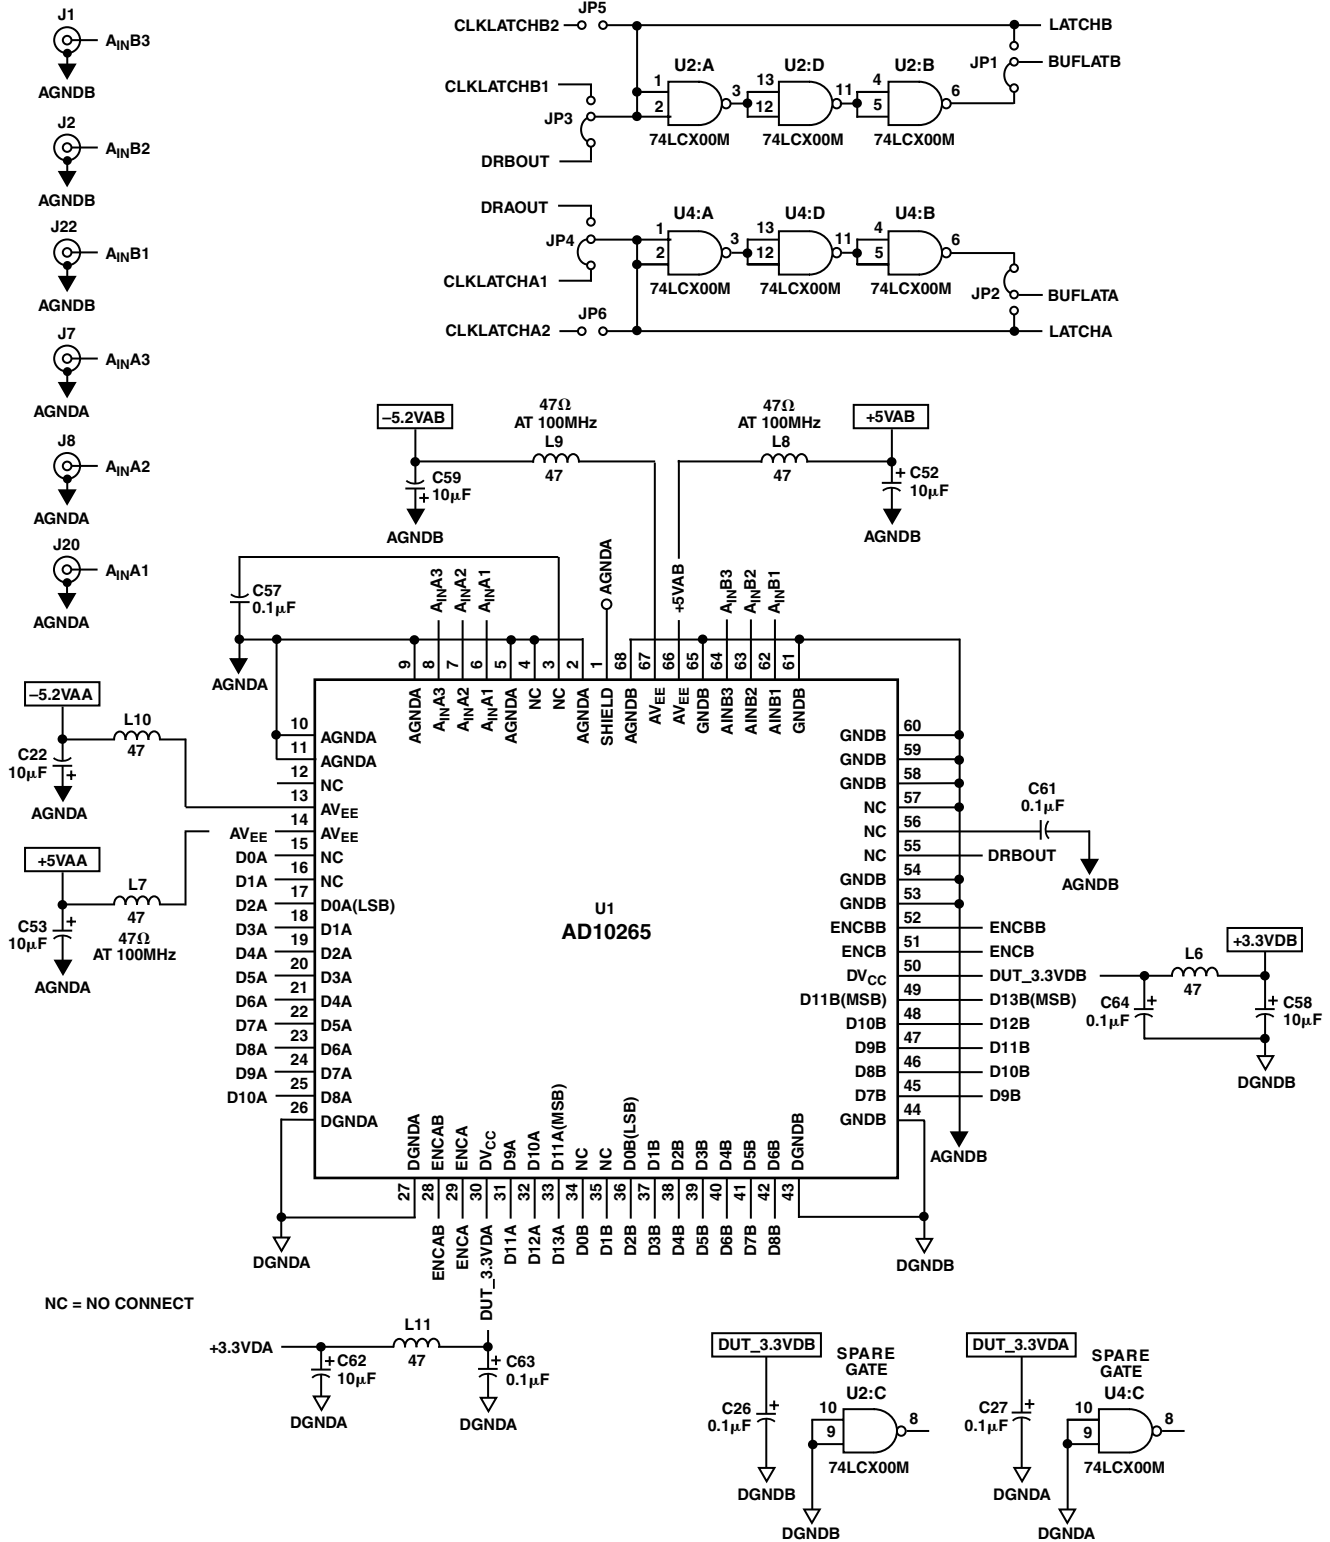 J1
AINB3
AGNDB
J2
AINB2
AGNDB
J22
AINB1
AGNDB
J7
AINA3
AGNDA
J8
AINA2
AGNDA
J20
AINA1
AGNDA
CLKLATCHB2
JP5
LATCHB
CLKLATCHB1
JP3
DRBOUT
U2:A
1
2
3
74LCX00M
U2:D
13
12
11
74LCX00M
U2:B
4
5
6
74LCX00M
JP1
BUFLATB
DRAOUT
JP4
CLKLATCHA1
U4:A
1
2
3
74LCX00M
U4:D
13
12
11
74LCX00M
U4:B
4
5
6
74LCX00M
JP2
BUFLATA
CLKLATCHA2
JP6
LATCHA
–5.2VAB
47Ω
AT 100MHz
L9
47
C59
+ 10μF
AGNDB
47Ω
AT 100MHz
L8
47
+5VAB
+ C52
10μF
AGNDB
C57
0.1μF
AGNDA
AINA3
AINA2
AINA1
AGNDA
+5VAB
AINB3
AINB2
AINB1
9
8
7
6
5
4
3
2
1
68
67
66
65
64
63
62
61
AGNDA
AINA3
AINA2
AINA1
AGNDA
NC
NC
AGNDA
SHIELD
AGNDB
AVEE
AVEE
GNDB
AINB3
AINB2
AINB1
GNDB
–5.2VAA
L10
47
C22
10μF +
AGNDA
+5VAA
L7
47
47Ω
AT 100MHz
C53 +
10μF
AGNDA
10 AGNDA
11 AGNDA
12 NC
13 AVEE
AVEE 14 AVEE
D0A 15 NC
D1A 16 NC
D2A 17 D0A(LSB)
D3A 18 D1A
D4A 19 D2A
D5A 20 D3A
D6A 21 D4A
D7A 22 D5A
D8A 23 D6A
D9A 24 D7A
D10A 25 D8A
26 DGNDA
U1
AD10265
GNDB 60
GNDB 59
GNDB 58
NC 57
NC 56
NC 55 DRBOUT
GNDB 54
GNDB 53
ENCBB 52 ENCBB
ENCB 51 ENCB
DVCC 50 DUT_3.3VDB
D11B(MSB) 49 D13B(MSB)
D10B 48 D12B
D9B 47 D11B
D8B 46 D10B
D7B 45 D9B
GNDB 44
C61
0.1μF
AGNDB
+3.3VDB
L6
47
C64 +
0.1μF
+ C58
10μF
DGNDB
AGNDB
DGNDA
ENCAB
ENCA
DVCC
D9A
D10A
D11A(MSB)
NC
NC
D0B(LSB)
D1B
D2B
D3B
D4B
D5B
D6B
DGNDB
27
28
29
30
31
32
33
34
35
36
37
38
39
40
41
42
43
ENCAB
ENCA
DUT_3.3VDA
D11A
D12A
D13A
D0B
D1B
D2B
D3B
D4B
D5B
D6B
D7B
D8B
DGNDA
DGNDB
NC = NO CONNECT
+3.3VDA
L11
47
+ C62
10μF
DGNDA
+ C63
0.1μF
DGNDA
DUT_3.3VDB
C26 +
0.1μF
DGNDB
SPARE
GATE
U2:C
10
9
8
74LCX00M
DGNDB
DUT_3.3VDA
C27 +
0.1μF
DGNDA
SPARE
GATE
U4:C
10
9
8
74LCX00M
DGNDA